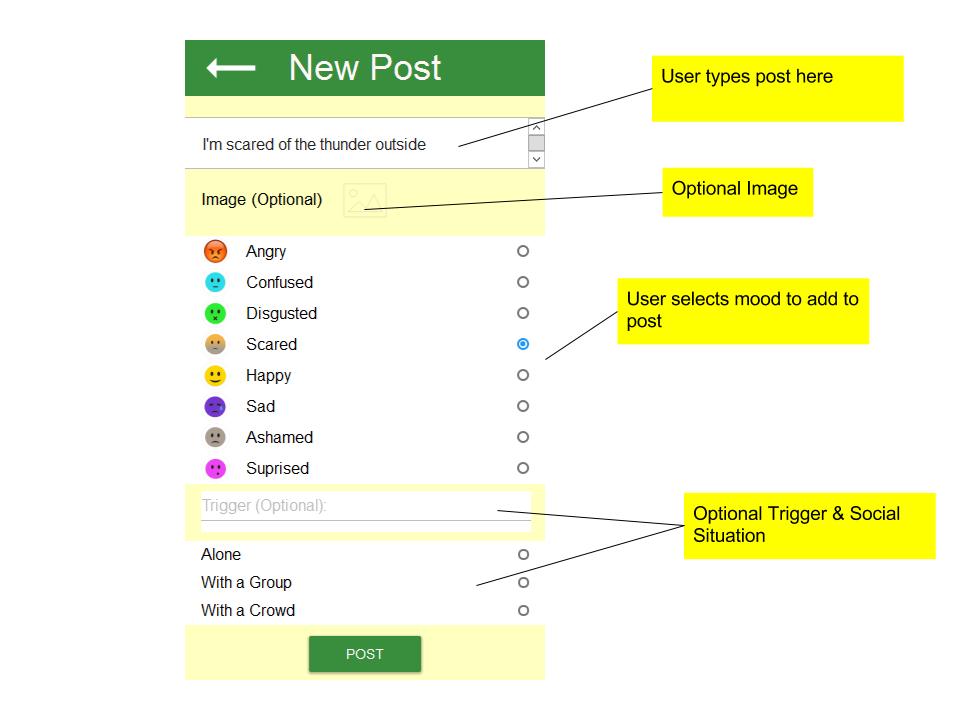 New Post
User types post here
I'm scared of the thunder outside
Image (Optional)
Optional Image
Angry
Confused
Disgusted
Scared
Happy
Sad
Ashamed
Suprised
User selects mood to add to
post
Trigger (Optional):
Optional Trigger & Social
Situation
Alone
With a Group
With a Crowd
POST